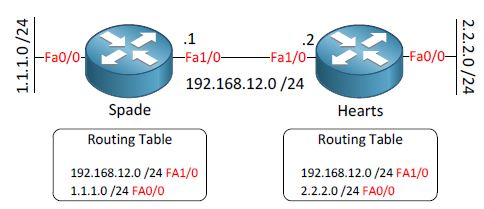 1.1.1.0 /24
Fa0/0
.1
Fa1/0
192.168.12.0 /24
.2
Fa1/0
Fa0/0
2.2.2.0 /24
Spade
Hearts
Routing Table
192.168.12.0 /24 FA1/0
1.1.1.0 /24 FA0/0
Routing Table
192.168.12.0 /24 FA1/0
2.2.2.0 /24 FA0/0